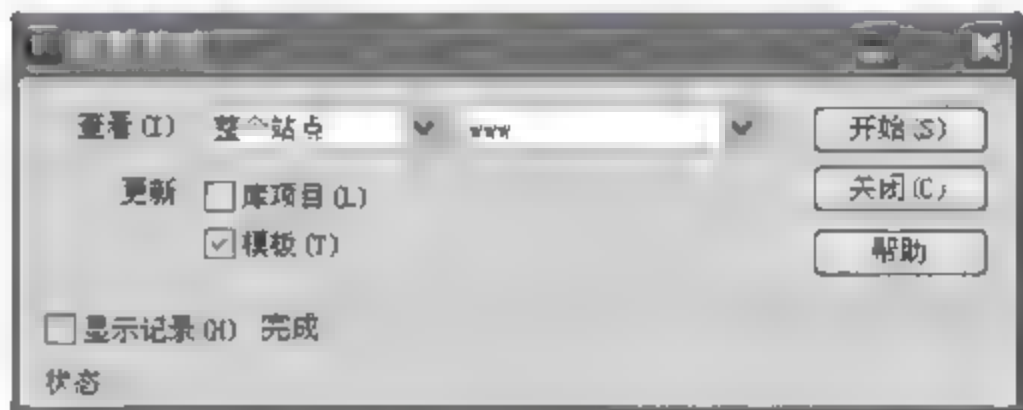 查看(I) 整个站点 www 开始(S)
更新 库项目(L) 关闭(C)
模板(T) 帮助
显示记录(H) 完成
状态